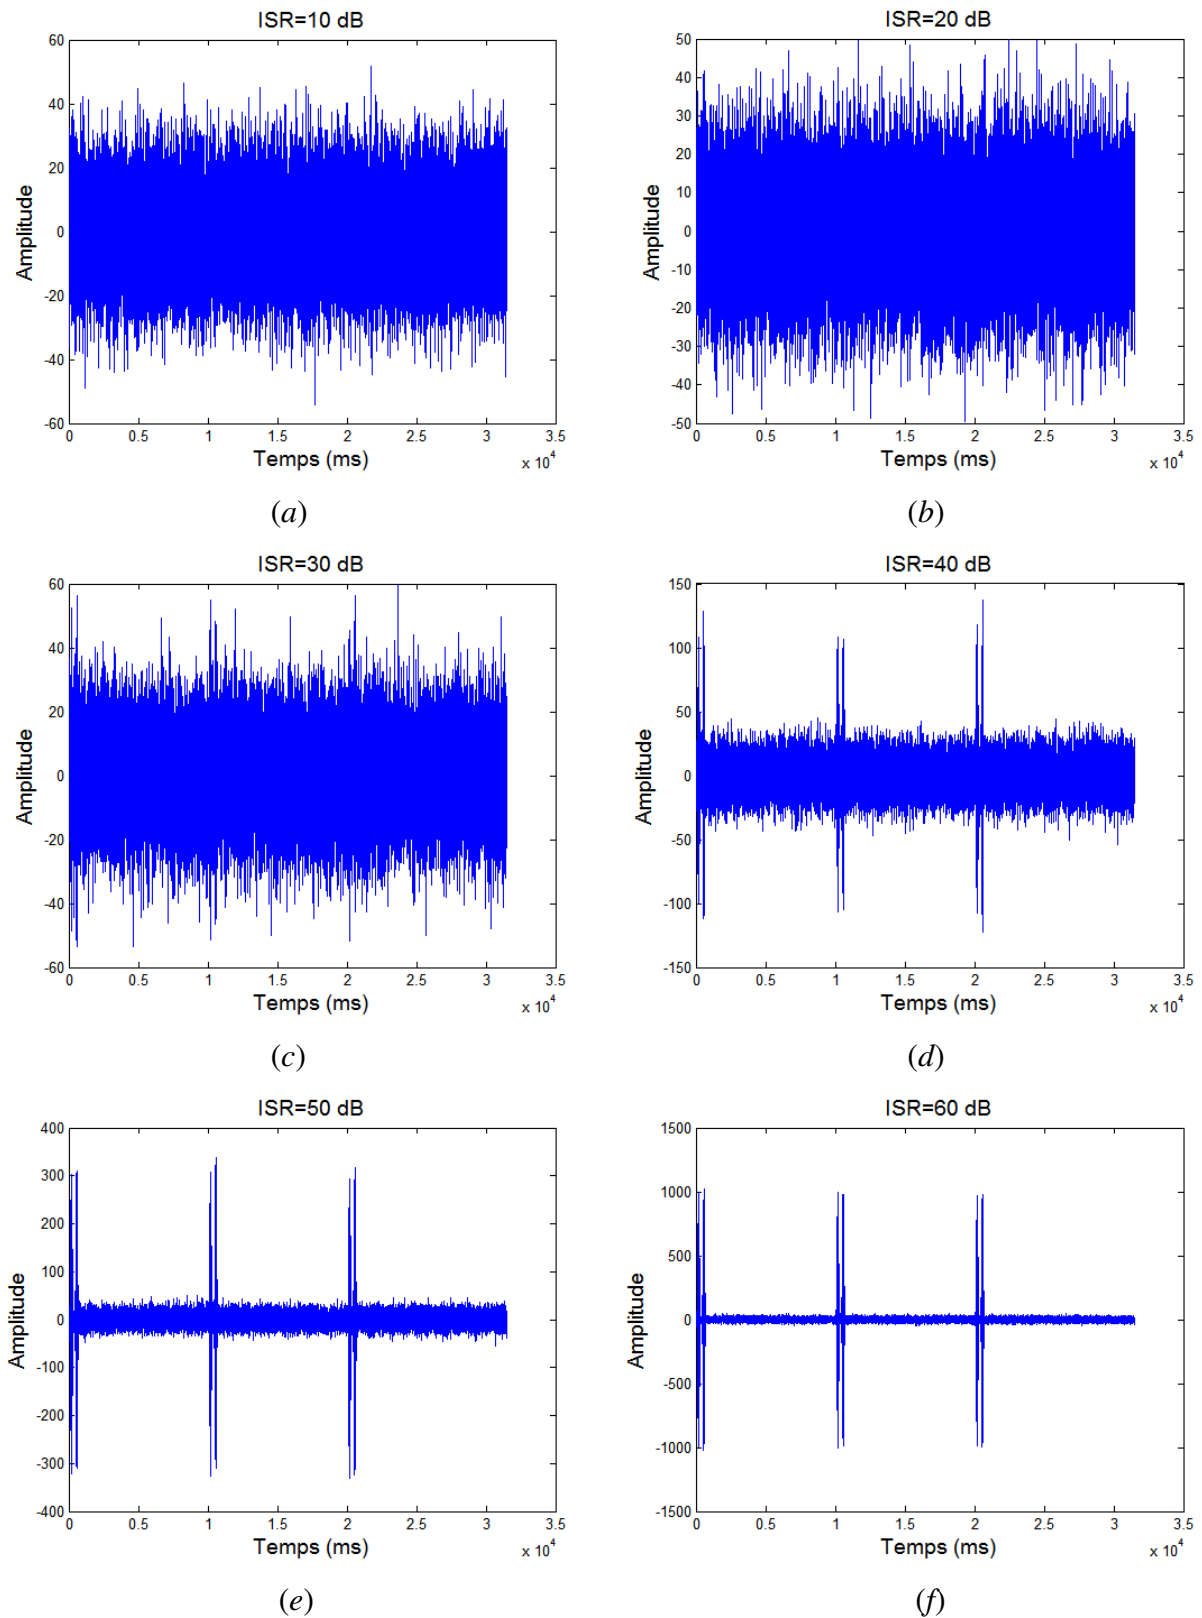 ISR=10 dB
60
40
20
0
-20
-40
-60
Amplitude
0 0.5 1 1.5 2 2.5 3 3.5
Temps (ms)
x 10^4
(a)
ISR=20 dB
50
40
30
20
10
0
-10
-20
-30
-40
-50
Amplitude
0 0.5 1 1.5 2 2.5 3 3.5
Temps (ms)
x 10^4
(b)
ISR=30 dB
60
40
20
0
-20
-40
-60
Amplitude
0 0.5 1 1.5 2 2.5 3 3.5
Temps (ms)
x 10^4
(c)
ISR=40 dB
150
100
50
0
-50
-100
-150
Amplitude
0 0.5 1 1.5 2 2.5 3 3.5
Temps (ms)
x 10^4
(d)
ISR=50 dB
400
300
200
100
0
-100
-200
-300
-400
Amplitude
0 0.5 1 1.5 2 2.5 3 3.5
Temps (ms)
x 10^4
(e)
ISR=60 dB
1500
1000
500
0
-500
-1000
-1500
Amplitude
0 0.5 1 1.5 2 2.5 3 3.5
Temps (ms)
x 10^4
(f)